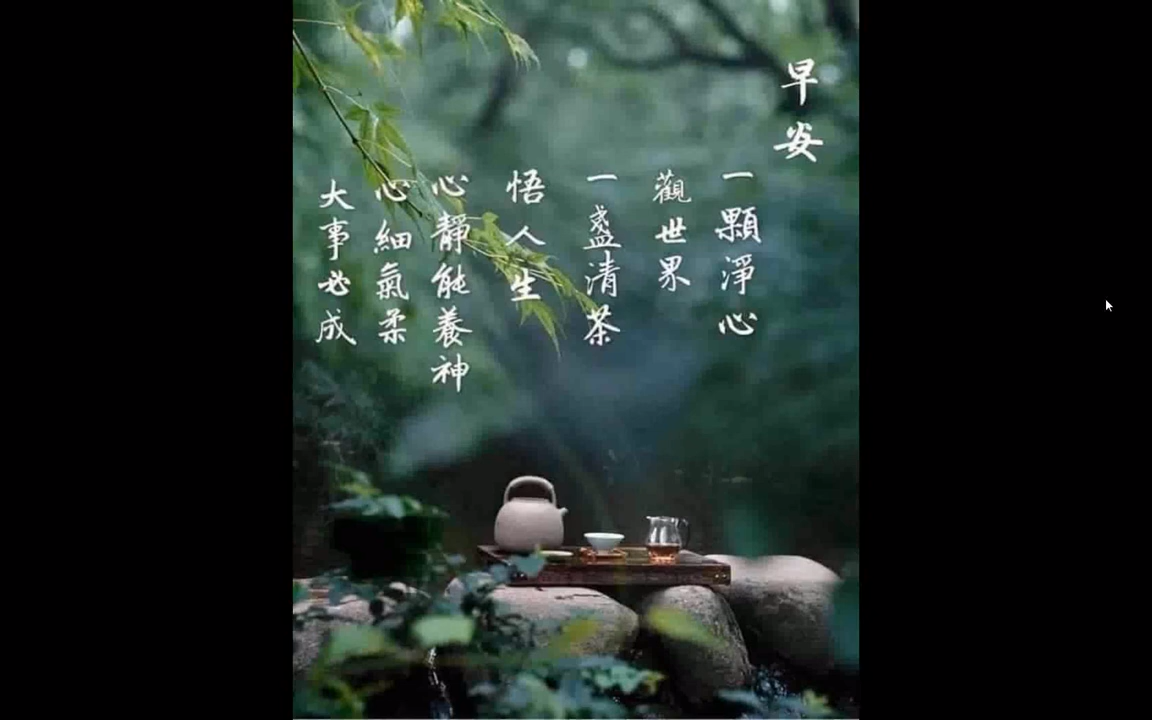 早安
一顆淨心
觀世界
一盞清茶
悟人生
心靜能養神
心細氣柔
大事必成